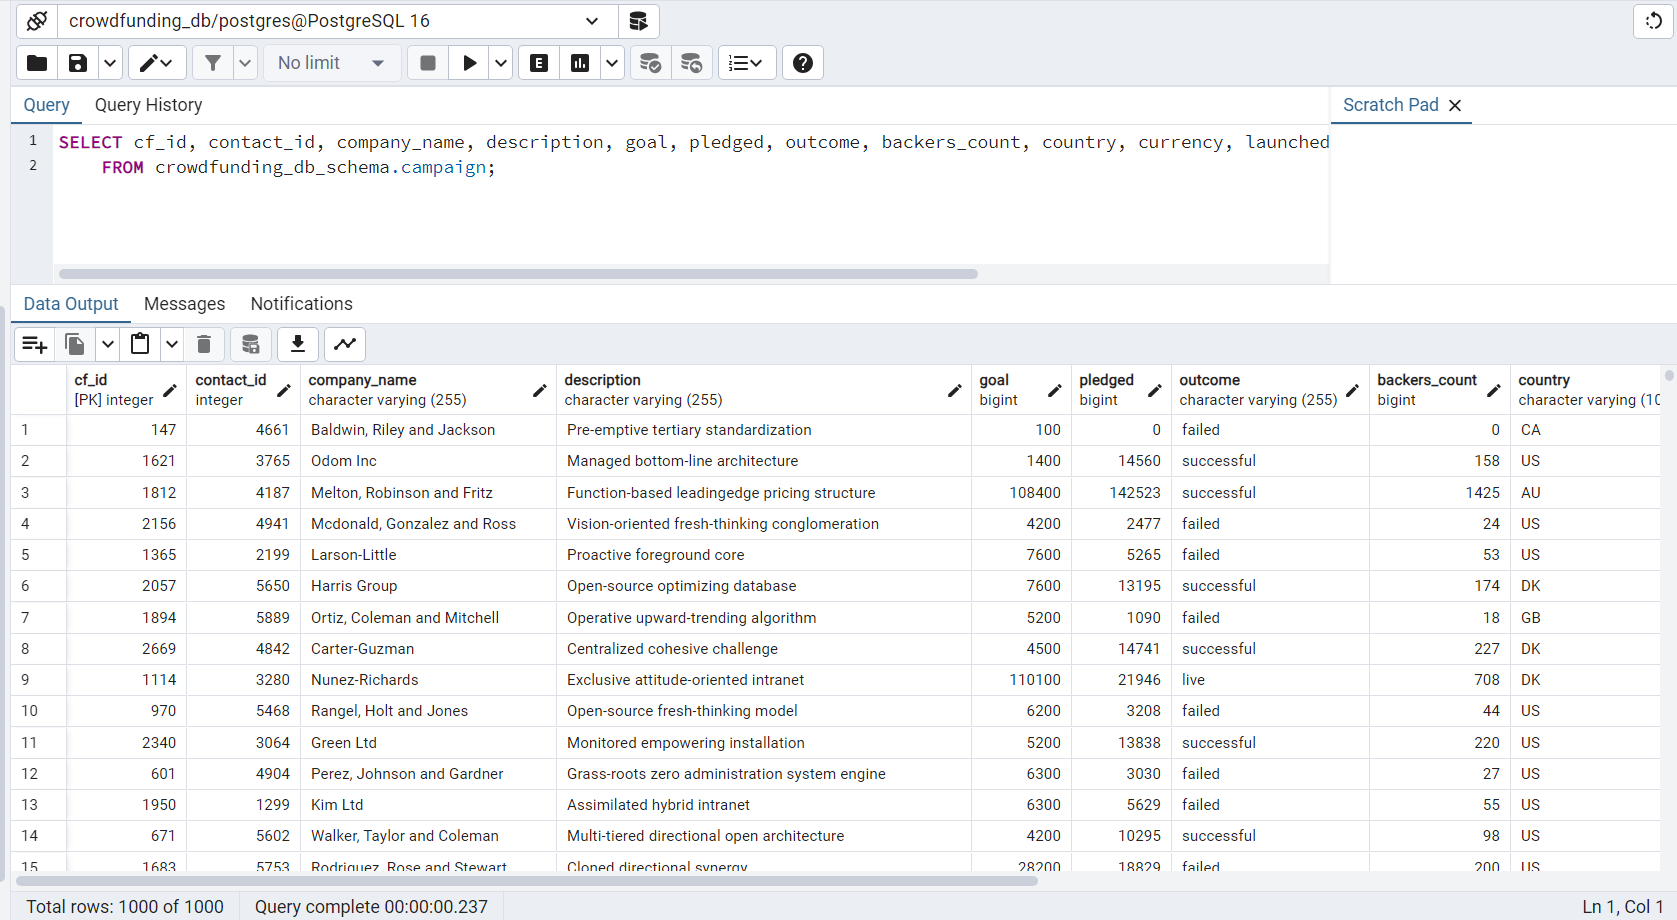 crowdfunding_db/postgres@PostgreSQL 16
No limit
E
Query Query History Scratch Pad
1 SELECT cf_id, contact_id, company_name, description, goal, pledged, outcome, backers_count, country, currency, launched
2 FROM crowdfunding_db_schema.campaign;
Data Output Messages Notifications
cf_id contact_id company_name description goal pledged outcome backers_count country
[PK] integer integer character varying (255) character varying (255) bigint bigint character varying (255) bigint character varying (10
1 147 4661 Baldwin, Riley and Jackson Pre-emptive tertiary standardization 100 0 failed 0 CA
2 1621 3765 Odom Inc Managed bottom-line architecture 1400 14560 successful 158 US
3 1812 4187 Melton, Robinson and Fritz Function-based leadingedge pricing structure 108400 142523 successful 1425 AU
4 2156 4941 Mcdonald, Gonzalez and Ross Vision-oriented fresh-thinking conglomeration 4200 2477 failed 24 US
5 1365 2199 Larson-Little Proactive foreground core 7600 5265 failed 53 US
6 2057 5650 Harris Group Open-source optimizing database 7600 13195 successful 174 DK
7 1894 5889 Ortiz, Coleman and Mitchell Operative upward-trending algorithm 5200 1090 failed 18 GB
8 2669 4842 Carter-Guzman Centralized cohesive challenge 4500 14741 successful 227 DK
9 1114 3280 Nunez-Richards Exclusive attitude-oriented intranet 110100 21946 live 708 DK
10 970 5468 Rangel, Holt and Jones Open-source fresh-thinking model 6200 3208 failed 44 US
11 2340 3064 Green Ltd Monitored empowering installation 5200 13838 successful 220 US
12 601 4904 Perez, Johnson and Gardner Grass-roots zero administration system engine 6300 3030 failed 27 US
13 1950 1299 Kim Ltd Assimilated hybrid intranet 6300 5629 failed 55 US
14 671 5602 Walker, Taylor and Coleman Multi-tiered directional open architecture 4200 10295 successful 98 US
15 1683 5753 Rodriguez, Rose and Stewart Cloned directional synergy 28200 18829 failed 200 US
Total rows: 1000 of 1000 Query complete 00:00:00.237 Ln 1, Col 1